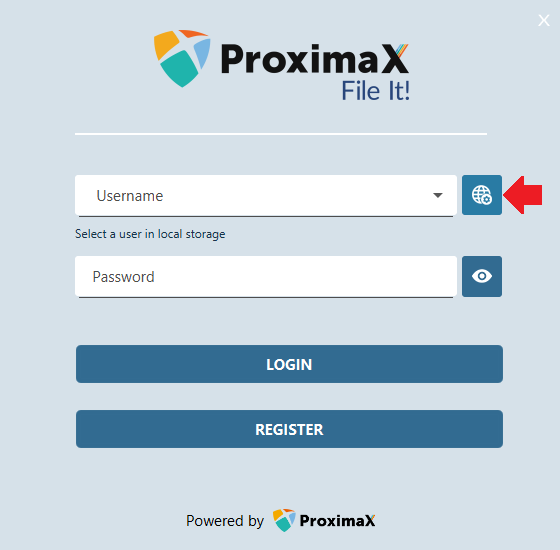 X
ProximaX
File It!
Username
Select a user in local storage
Password
LOGIN
REGISTER
Powered by ProximaX